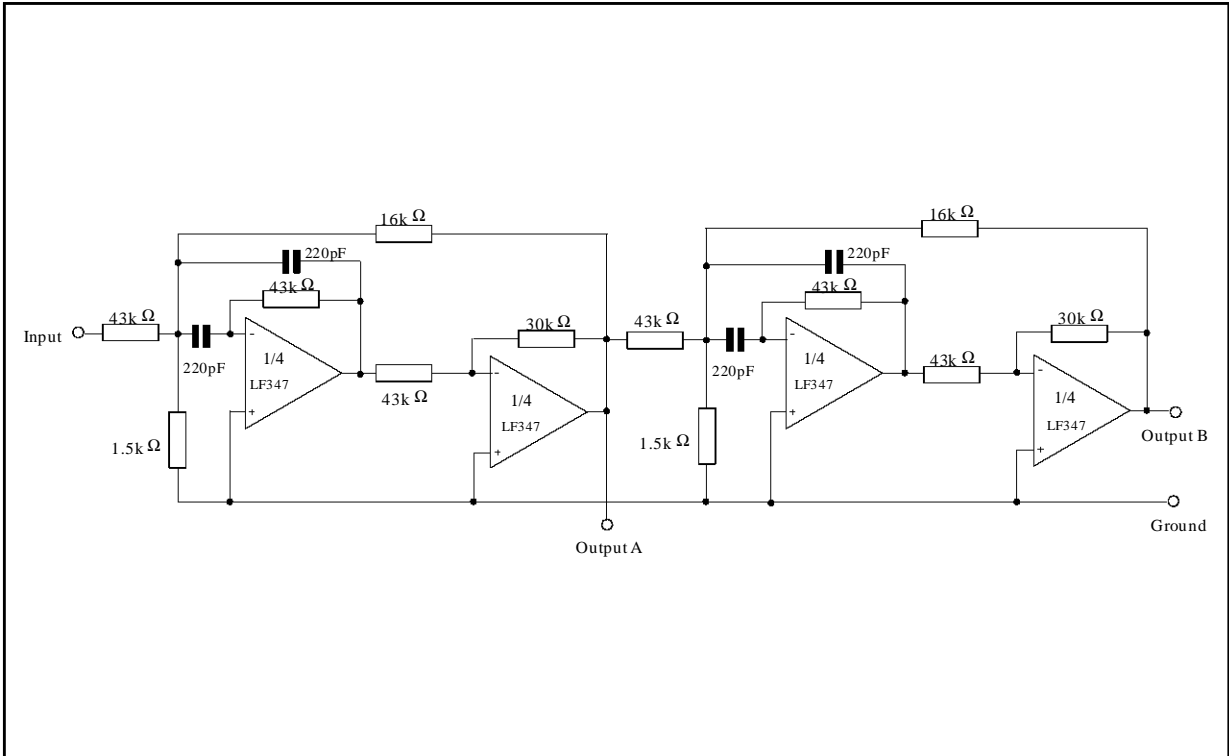 16k Ω
16k Ω
220pF
220pF
43k Ω
43k Ω
Input
43k Ω
220pF
1/4
LF347
-
+
30k Ω
43k Ω
1/4
LF347
-
+
43k Ω
220pF
1/4
LF347
-
+
30k Ω
43k Ω
1/4
LF347
-
+
1.5k Ω
1.5k Ω
Output B
Ground
Output A